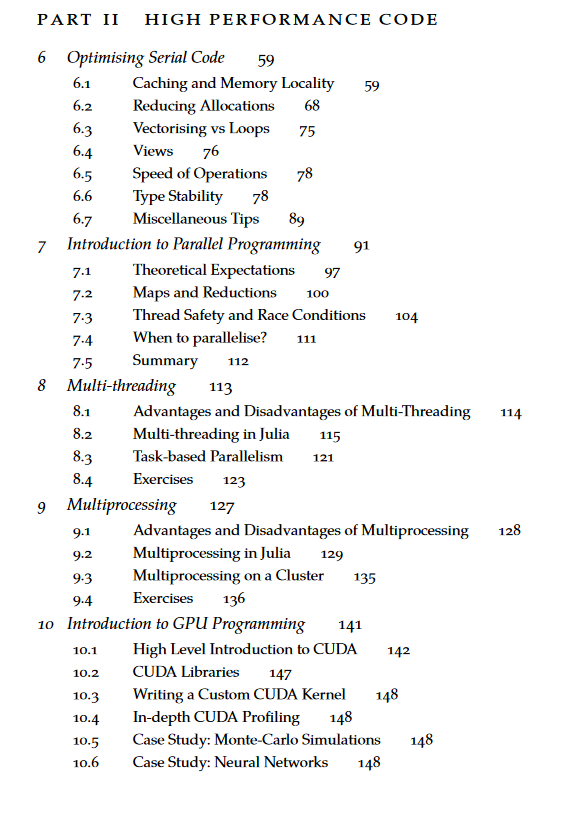 PART II HIGH PERFORMANCE CODE
6 Optimising Serial Code 59
6.1 Caching and Memory Locality 59
6.2 Reducing Allocations 68
6.3 Vectorising vs Loops 75
6.4 Views 76
6.5 Speed of Operations 78
6.6 Type Stability 78
6.7 Miscellaneous Tips 89
7 Introduction to Parallel Programming 91
7.1 Theoretical Expectations 97
7.2 Maps and Reductions 100
7.3 Thread Safety and Race Conditions 104
7.4 When to parallelise? 111
7.5 Summary 112
8 Multi-threading 113
8.1 Advantages and Disadvantages of Multi-Threading 114
8.2 Multi-threading in Julia 115
8.3 Task-based Parallelism 121
8.4 Exercises 123
9 Multiprocessing 127
9.1 Advantages and Disadvantages of Multiprocessing 128
9.2 Multiprocessing in Julia 129
9.3 Multiprocessing on a Cluster 135
9.4 Exercises 136
10 Introduction to GPU Programming 141
10.1 High Level Introduction to CUDA 142
10.2 CUDA Libraries 147
10.3 Writing a Custom CUDA Kernel 148
10.4 In-depth CUDA Profiling 148
10.5 Case Study: Monte-Carlo Simulations 148
10.6 Case Study: Neural Networks 148